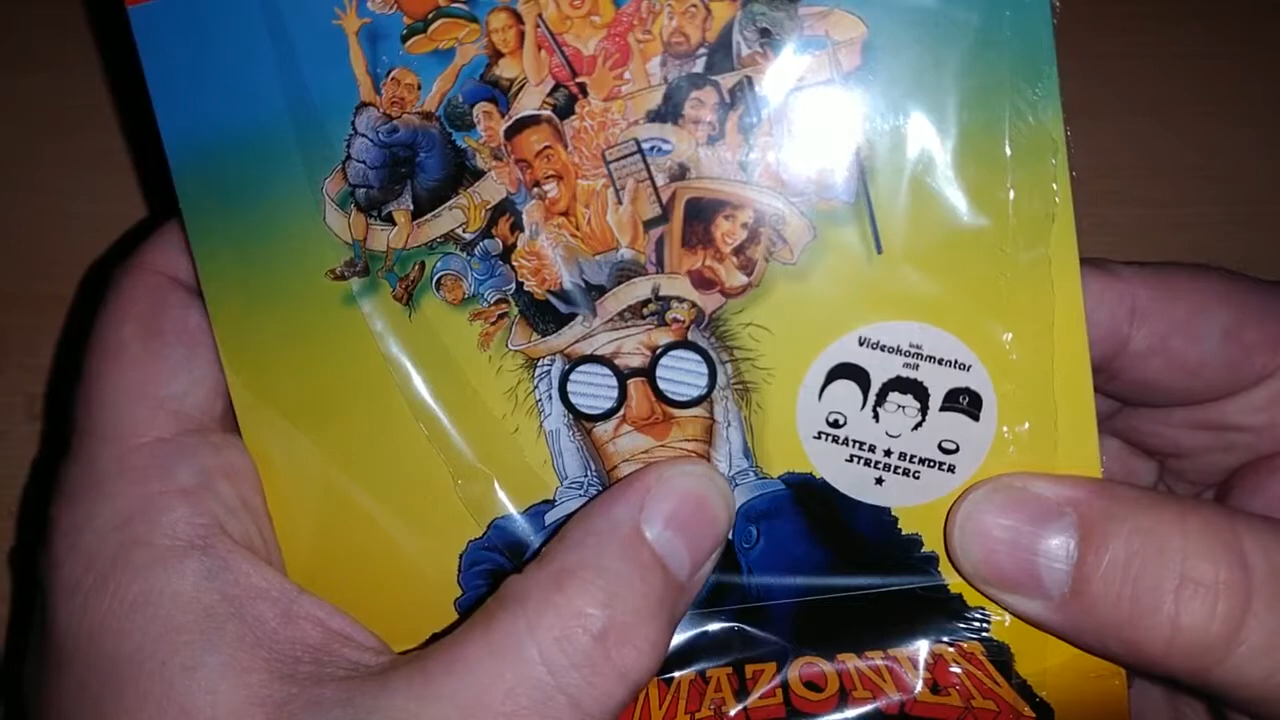 inkl.
Videokommentar
mit
STRÄTER ★ BENDER
STREBERG
★
MAZONEN